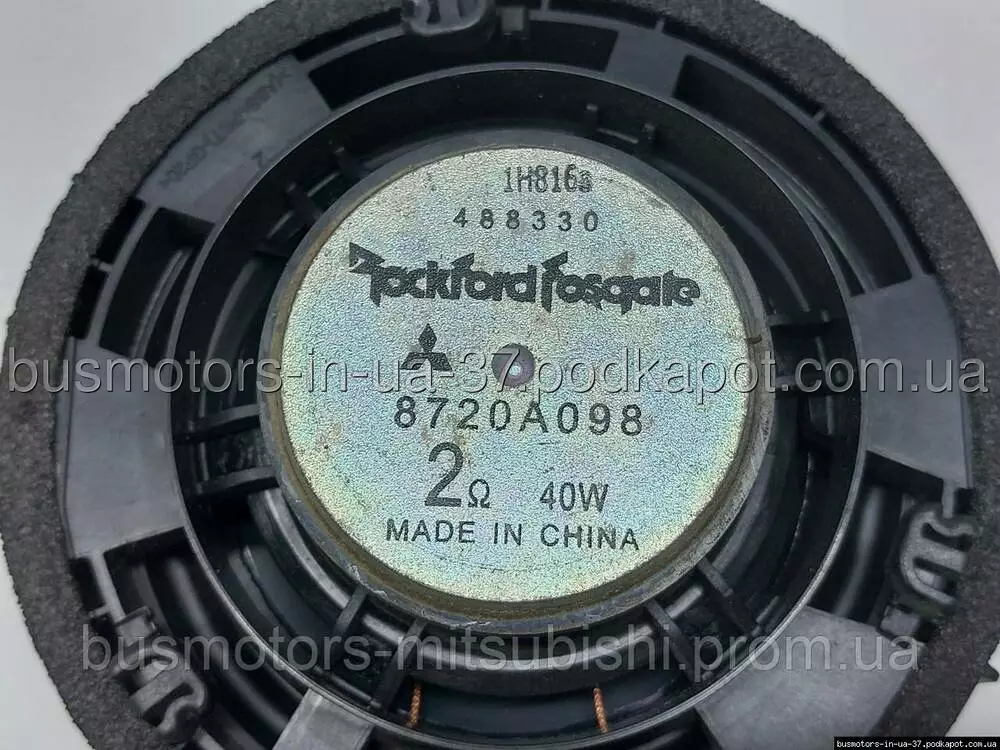 1H816a
488330
Rockford Fosgate
busmotors-in-ua-37.podkapot.com.ua
8720A098
2Ω 40W
MADE IN CHINA
busmotors-mitsubishi.prom.ua
busmotors-in-ua-37.podkapot.com.ua